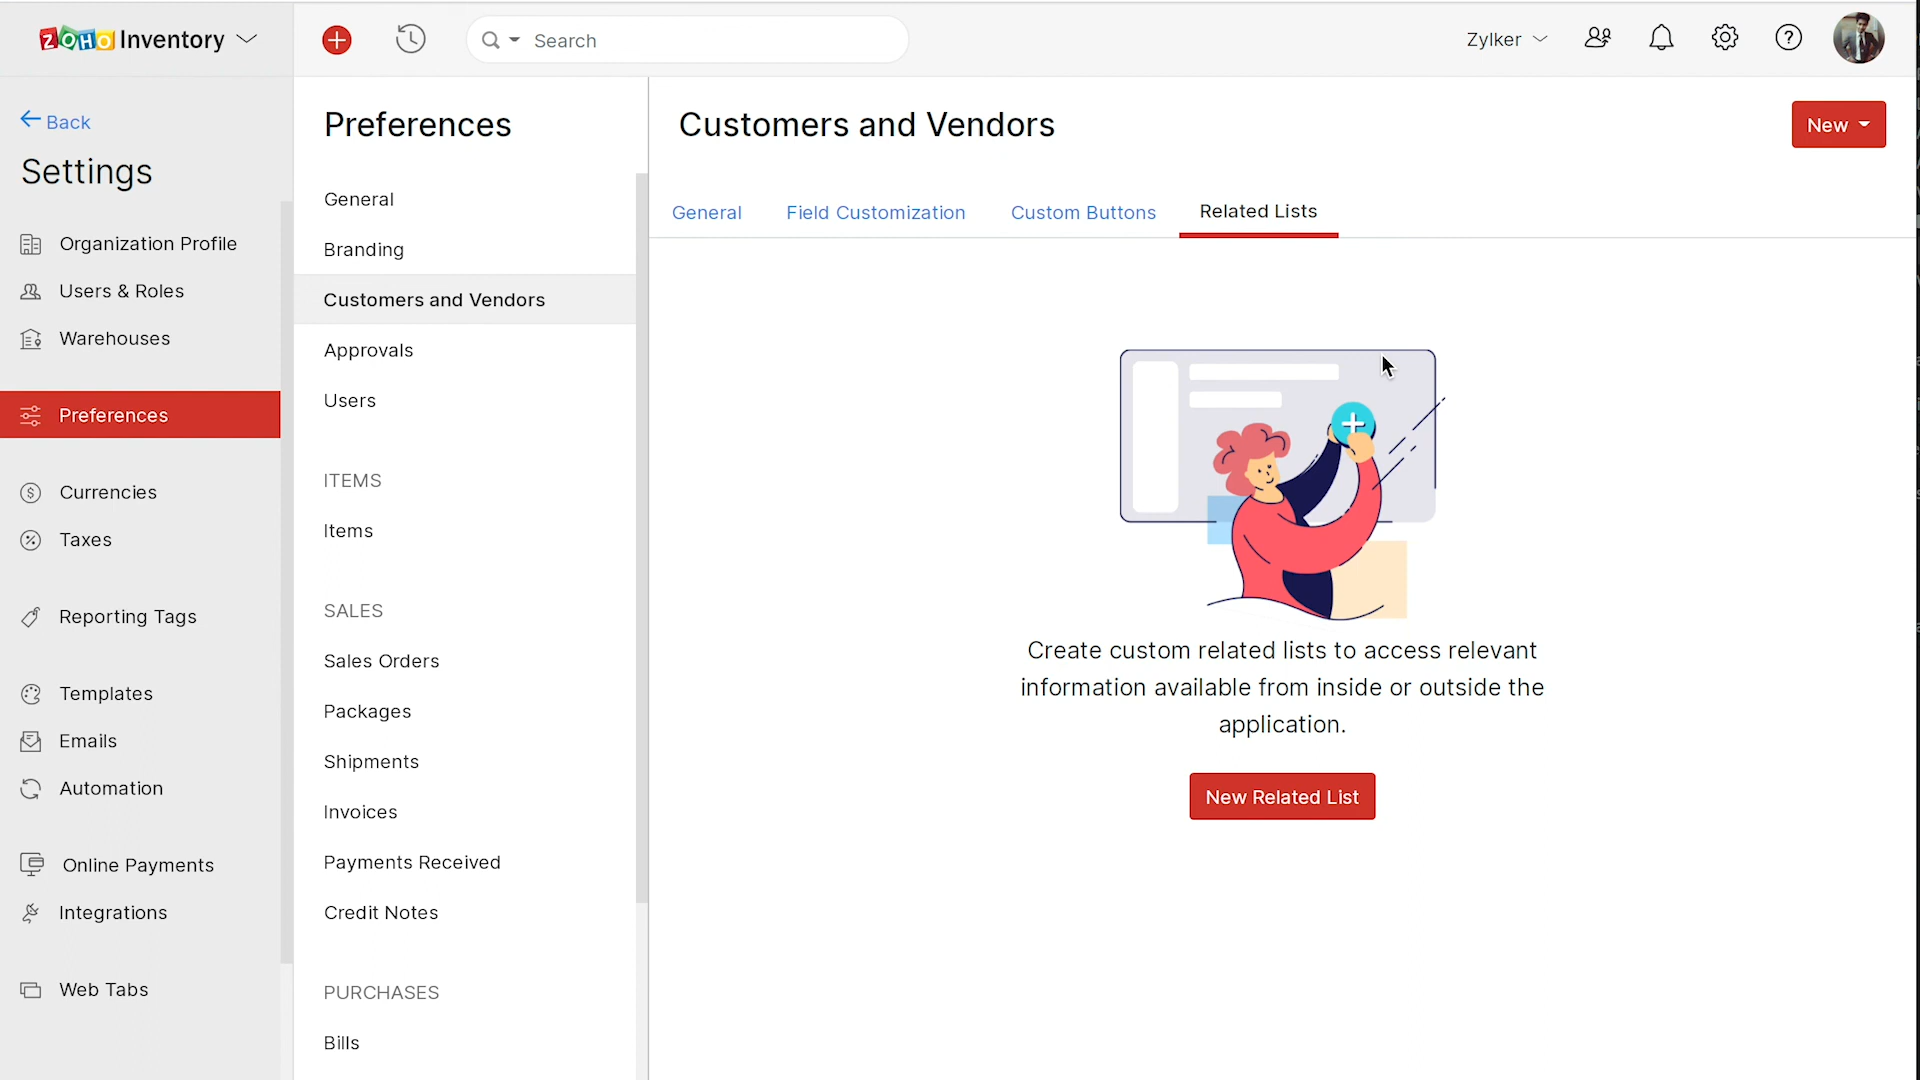 ZOHO Inventory
Search
Zylker
Back
Settings
Organization Profile
Users & Roles
Warehouses
Preferences
Currencies
Taxes
Reporting Tags
Templates
Emails
Automation
Online Payments
Integrations
Web Tabs
Preferences
General
Branding
Customers and Vendors
Approvals
Users
ITEMS
Items
SALES
Sales Orders
Packages
Shipments
Invoices
Payments Received
Credit Notes
PURCHASES
Bills
Customers and Vendors
New
General
Field Customization
Custom Buttons
Related Lists
Create custom related lists to access relevant
information available from inside or outside the
application.
New Related List